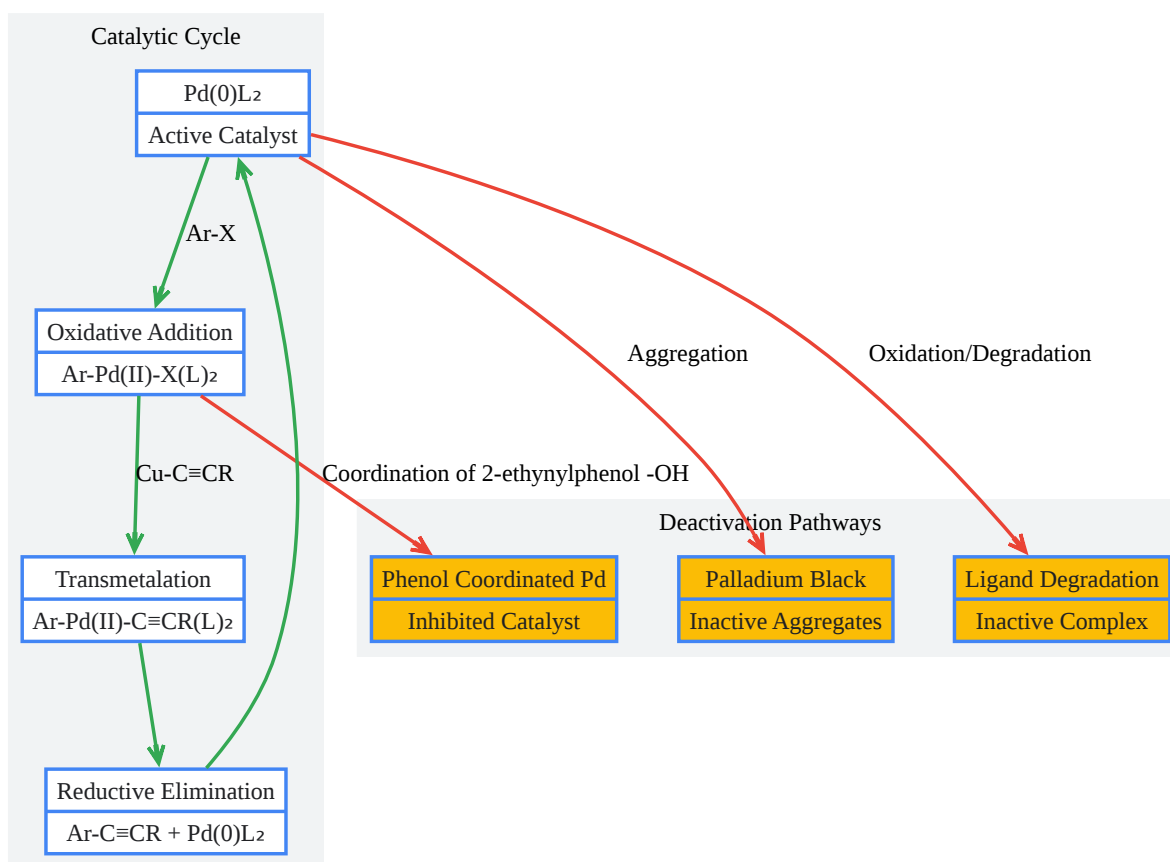 Catalytic Cycle
Pd(0)L₂
Active Catalyst
Ar-X
Oxidative Addition
Ar-Pd(II)-X(L)₂
Aggregation
Oxidation/Degradation
Cu-C≡CR
Coordination of 2-ethynylphenol -OH
Deactivation Pathways
Transmetalation
Ar-Pd(II)-C≡CR(L)₂
Phenol Coordinated Pd
Inhibited Catalyst
Palladium Black
Inactive Aggregates
Ligand Degradation
Inactive Complex
Reductive Elimination
Ar-C≡CR + Pd(0)L₂